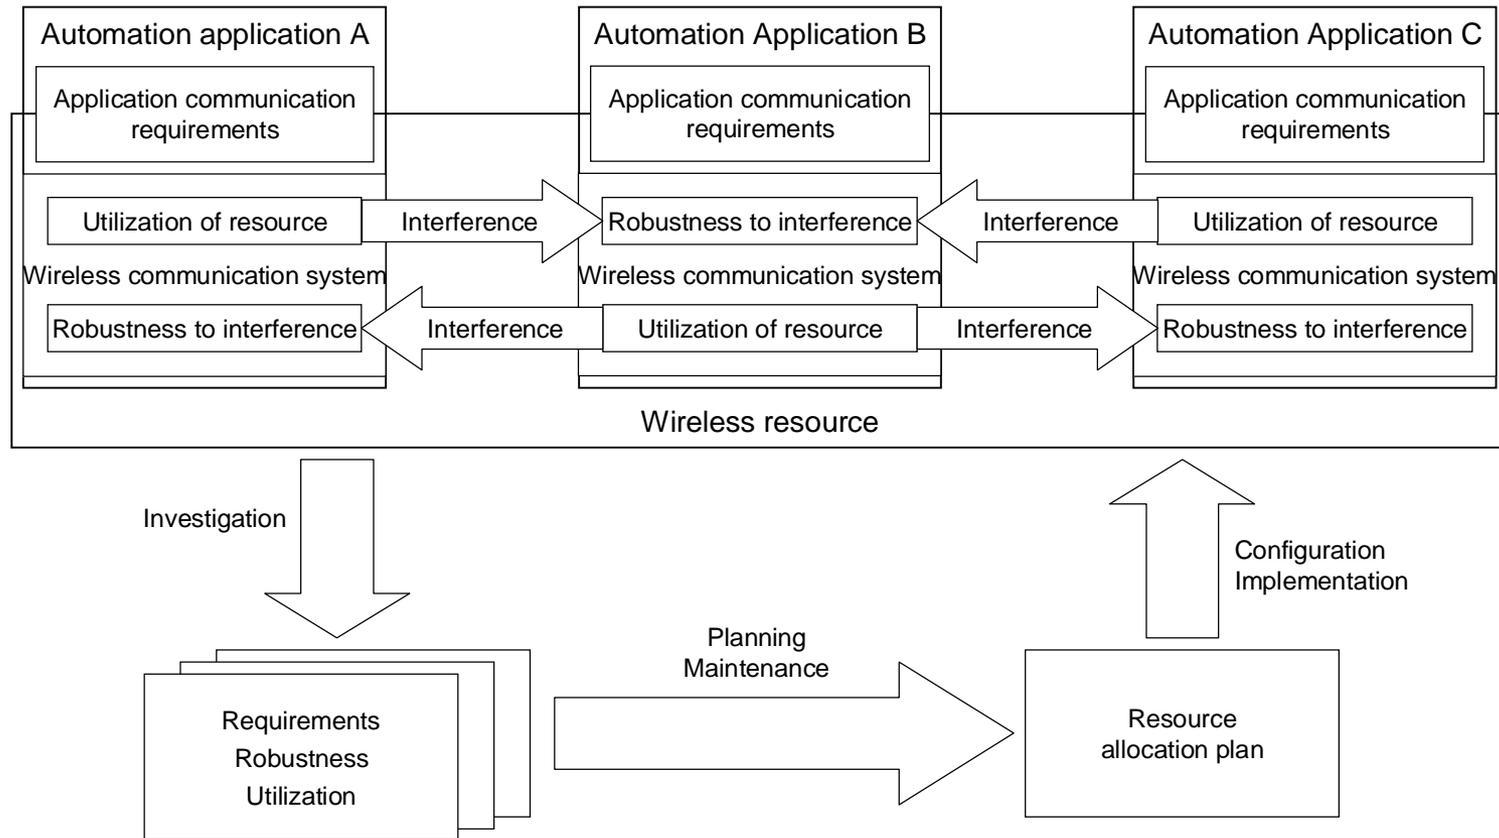 Automation application A
Automation Application B
Automation Application C
Application communication
requirements
Application communication
requirements
Application communication
requirements
Utilization of resource
Interference
Robustness to interference
Interference
Utilization of resource
Wireless communication system
Wireless communication system
Wireless communication system
Robustness to interference
Interference
Utilization of resource
Interference
Robustness to interference
Wireless resource
Investigation
Configuration
Implementation
Planning
Maintenance
Requirements
Robustness
Utilization
Resource
allocation plan